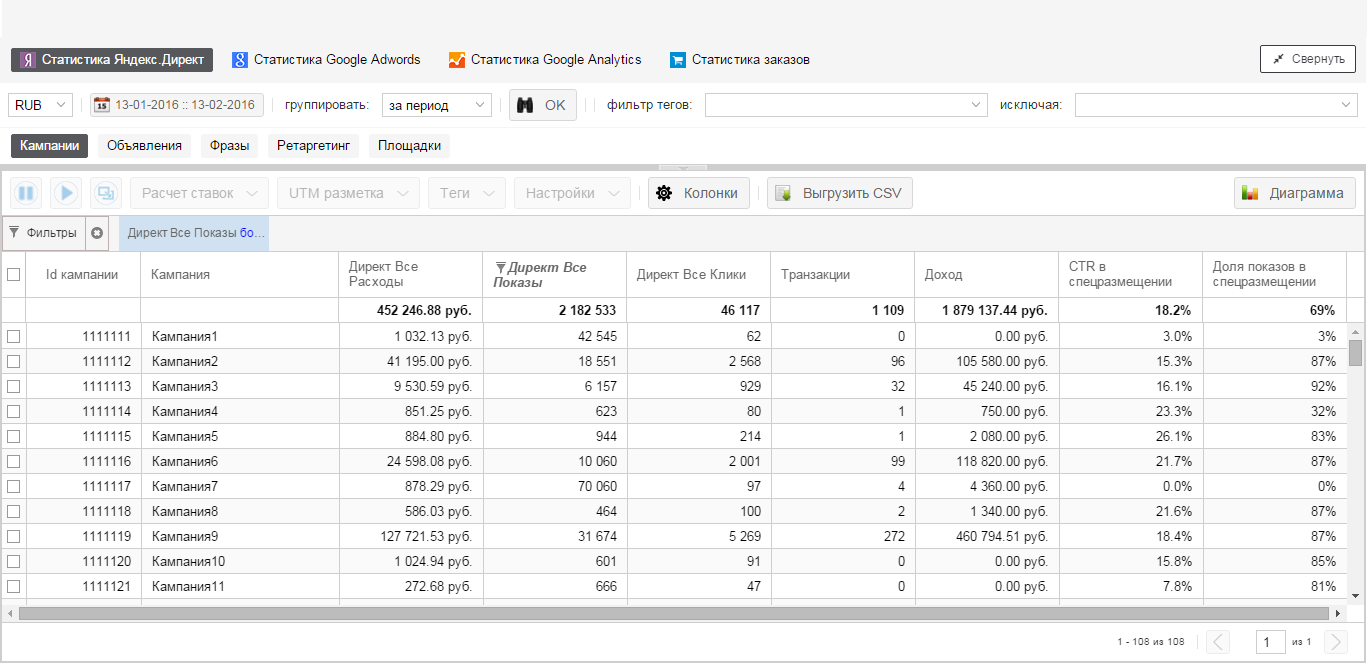 Статистика Яндекс.Директ Статистика Google Adwords Статистика Google Analytics Статистика заказов Свернуть
RUB 13-01-2016 :: 13-02-2016 группировать: за период OK фильтр тегов: исключая:
Кампании Объявления Фразы Ретаргетинг Площадки
Расчет ставок UTM разметка Теги Настройки Колонки Выгрузить CSV Диаграмма
Фильтры Директ Все Показы бо...
Id кампании Кампания Директ Все Расходы Директ Все Показы Директ Все Клики Транзакции Доход CTR в спецразмещении Доля показов в спецразмещении
452 246.88 руб. 2 182 533 46 117 1 109 1 879 137.44 руб. 18.2% 69%
1111111 Кампания1 1 032.13 руб. 42 545 62 0 0.00 руб. 3.0% 3%
1111112 Кампания2 41 195.00 руб. 18 551 2 568 96 105 580.00 руб. 15.3% 87%
1111113 Кампания3 9 530.59 руб. 6 157 929 32 45 240.00 руб. 16.1% 92%
1111114 Кампания4 851.25 руб. 623 80 1 750.00 руб. 23.3% 32%
1111115 Кампания5 884.80 руб. 944 214 1 2 080.00 руб. 26.1% 83%
1111116 Кампания6 24 598.08 руб. 10 060 2 001 99 118 820.00 руб. 21.7% 87%
1111117 Кампания7 878.29 руб. 70 060 97 4 4 360.00 руб. 0.0% 0%
1111118 Кампания8 586.03 руб. 464 100 2 1 340.00 руб. 21.6% 87%
1111119 Кампания9 127 721.53 руб. 31 674 5 269 272 460 794.51 руб. 18.4% 87%
1111120 Кампания10 1 024.94 руб. 601 91 0 0.00 руб. 15.8% 85%
1111121 Кампания11 272.68 руб. 666 47 0 0.00 руб. 7.8% 81%
1 - 108 из 108 1 из 1